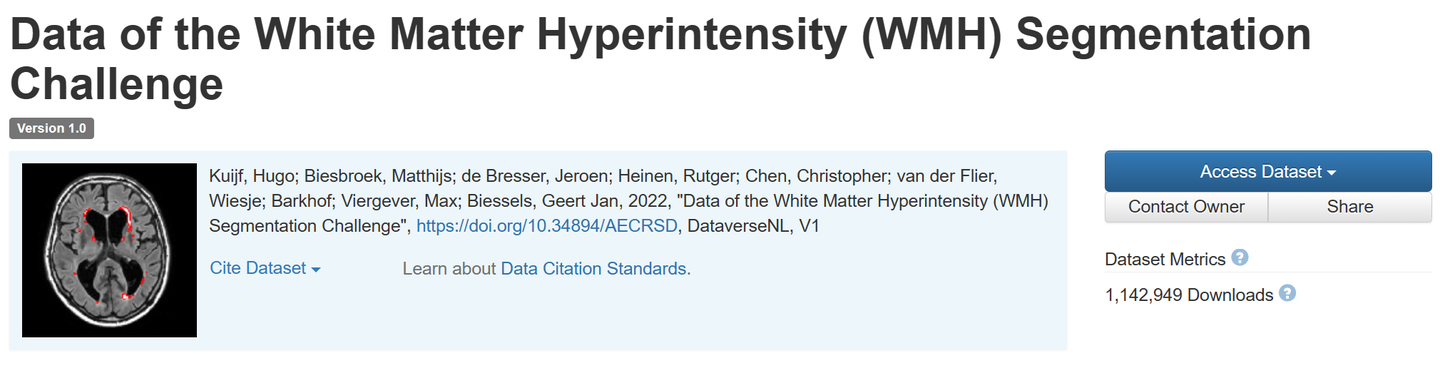 Data of the White Matter Hyperintensity (WMH) Segmentation
Challenge
Version 1.0
Kuijf, Hugo; Biesbroek, Matthijs; de Bresser, Jeroen; Heinen, Rutger; Chen, Christopher; van der Flier,
Wiesje; Barkhof; Viergever, Max; Biessels, Geert Jan, 2022, "Data of the White Matter Hyperintensity (WMH)
Segmentation Challenge", https://doi.org/10.34894/AECRSD, DataverseNL, V1
Cite Dataset
Learn about Data Citation Standards.
Access Dataset
Contact Owner
Share
Dataset Metrics ?
1,142,949 Downloads ?